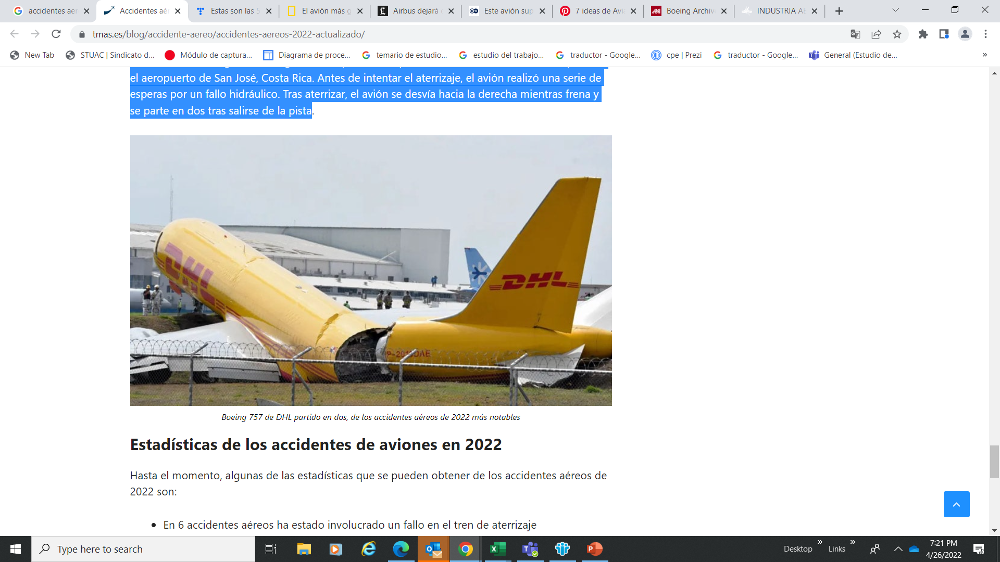 accidentes aer
Accidentes aér
Estas son las 5
El avión más g
Airbus dejará
Este avión sup
7 ideas de Avi
Boeing Archiv
INDUSTRIA AE
tmas.es/blog/accidente-aereo/accidentes-aereos-2022-actualizado/
New Tab
STUAC | Sindicato d...
Módulo de captura...
Diagrama de proce...
temario de estudio...
estudio del trabajo...
traductor - Google...
cpe | Prezi
traductor - Google...
General (Estudio de...
»
el aeropuerto de San José, Costa Rica. Antes de intentar el aterrizaje, el avión realizó una serie de
esperas por un fallo hidráulico. Tras aterrizar, el avión se desvía hacia la derecha mientras frena y
se parte en dos tras salirse de la pista.
DHL
DHL
Boeing 757 de DHL partido en dos, de los accidentes aéreos de 2022 más notables
Estadísticas de los accidentes de aviones en 2022
Hasta el momento, algunas de las estadísticas que se pueden obtener de los accidentes aéreos de
2022 son:
• En 6 accidentes aéreos ha estado involucrado un fallo en el tren de aterrizaje
Type here to search
Desktop »
Links »
7:21 PM
4/26/2022